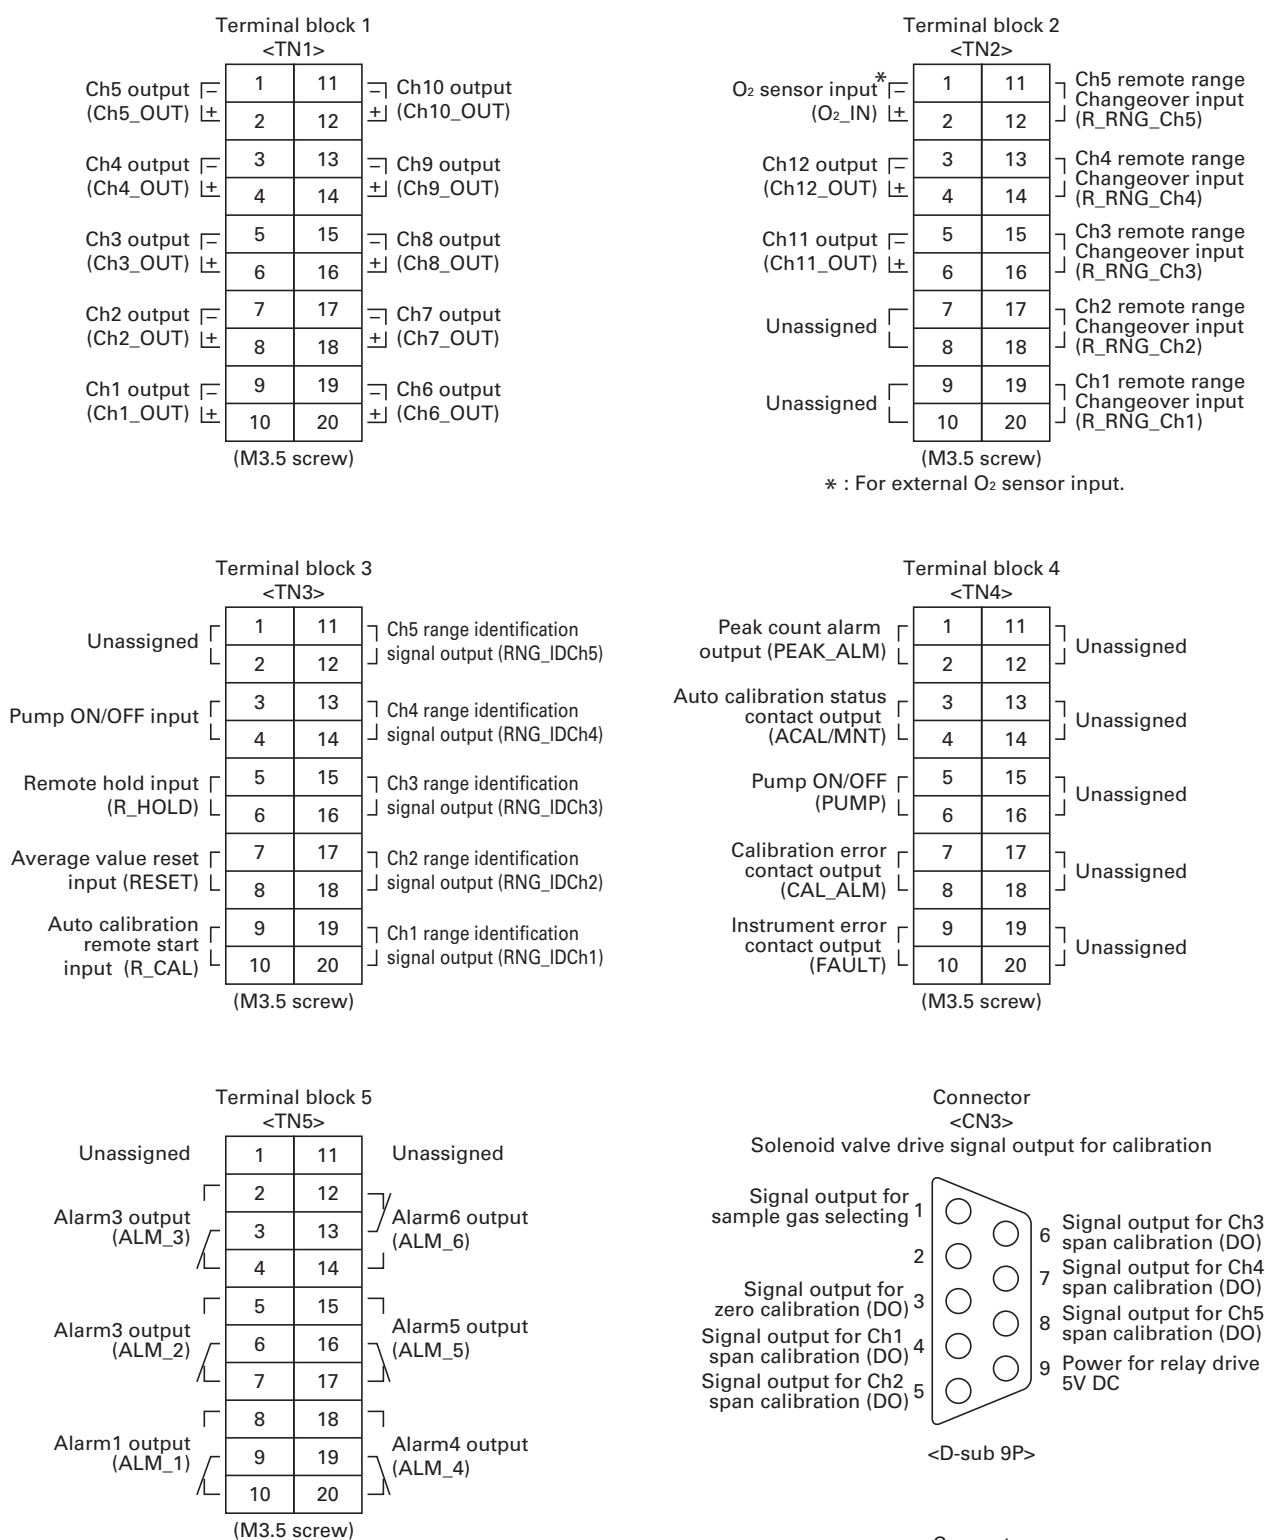 Terminal block 1
<TN1>
Ch5 output −
(Ch5_OUT) +
1 11
2 12
− Ch10 output
+ (Ch10_OUT)
Ch4 output −
(Ch4_OUT) +
3 13
4 14
− Ch9 output
+ (Ch9_OUT)
Ch3 output −
(Ch3_OUT) +
5 15
6 16
− Ch8 output
+ (Ch8_OUT)
Ch2 output −
(Ch2_OUT) +
7 17
8 18
− Ch7 output
+ (Ch7_OUT)
Ch1 output −
(Ch1_OUT) +
9 19
10 20
− Ch6 output
+ (Ch6_OUT)
(M3.5 screw)
Terminal block 2
<TN2>
O2 sensor input* −
(O2_IN) +
1 11
2 12
Ch5 remote range
Changeover input
(R_RNG_Ch5)
Ch12 output −
(Ch12_OUT) +
3 13
4 14
Ch4 remote range
Changeover input
(R_RNG_Ch4)
Ch11 output −
(Ch11_OUT) +
5 15
6 16
Ch3 remote range
Changeover input
(R_RNG_Ch3)
Unassigned
7 17
8 18
Ch2 remote range
Changeover input
(R_RNG_Ch2)
Unassigned
9 19
10 20
Ch1 remote range
Changeover input
(R_RNG_Ch1)
(M3.5 screw)
* : For external O2 sensor input.
Terminal block 3
<TN3>
Unassigned
1 11
2 12
Ch5 range identification
signal output (RNG_IDCh5)
Pump ON/OFF input
3 13
4 14
Ch4 range identification
signal output (RNG_IDCh4)
Remote hold input
(R_HOLD)
5 15
6 16
Ch3 range identification
signal output (RNG_IDCh3)
Average value reset
input (RESET)
7 17
8 18
Ch2 range identification
signal output (RNG_IDCh2)
Auto calibration
remote start
input (R_CAL)
9 19
10 20
Ch1 range identification
signal output (RNG_IDCh1)
(M3.5 screw)
Terminal block 4
<TN4>
Peak count alarm
output (PEAK_ALM)
1 11
2 12
Unassigned
Auto calibration status
contact output
(ACAL/MNT)
3 13
4 14
Unassigned
Pump ON/OFF
(PUMP)
5 15
6 16
Unassigned
Calibration error
contact output
(CAL_ALM)
7 17
8 18
Unassigned
Instrument error
contact output
(FAULT)
9 19
10 20
Unassigned
(M3.5 screw)
Terminal block 5
<TN5>
Unassigned 1 11 Unassigned
2 12
Alarm3 output
(ALM_3)
3 13
Alarm6 output
(ALM_6)
4 14
5 15
Alarm3 output
(ALM_2)
6 16
Alarm5 output
(ALM_5)
7 17
8 18
Alarm1 output
(ALM_1)
9 19
Alarm4 output
(ALM_4)
10 20
(M3.5 screw)
Connector
<CN3>
Solenoid valve drive signal output for calibration
Signal output for
sample gas selecting 1
2
Signal output for
zero calibration (DO) 3
Signal output for Ch1
span calibration (DO) 4
Signal output for Ch2
span calibration (DO) 5
6 Signal output for Ch3
span calibration (DO)
7 Signal output for Ch4
span calibration (DO)
8 Signal output for Ch5
span calibration (DO)
9 Power for relay drive
5V DC
<D-sub 9P>